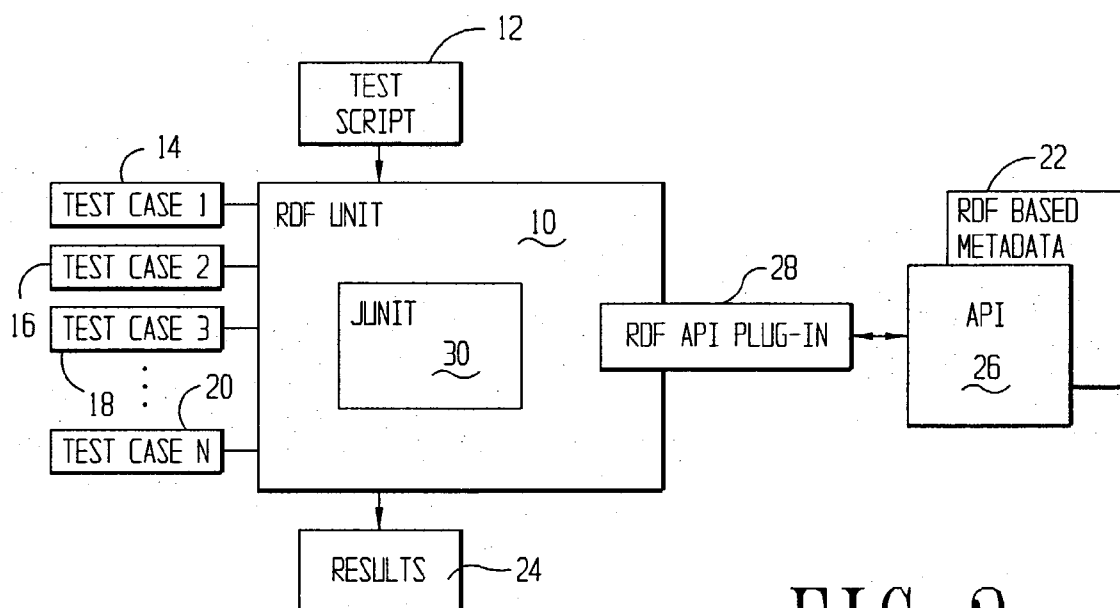 12
TEST
SCRIPT
14
TEST CASE 1
TEST CASE 2
16
TEST CASE 3
18
20
TEST CASE N
RDF UNIT
10
JUNIT
30
28
RDF API PLUG-IN
22
RDF BASED
METADATA
API
26
RESULTS
24